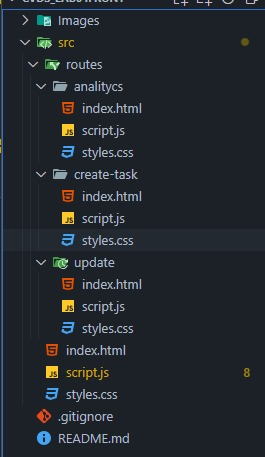 Images
src
routes
analitycs
index.html
script.js
styles.css
create-task
index.html
script.js
styles.css
update
index.html
script.js
styles.css
index.html
script.js 8
styles.css
.gitignore
README.md